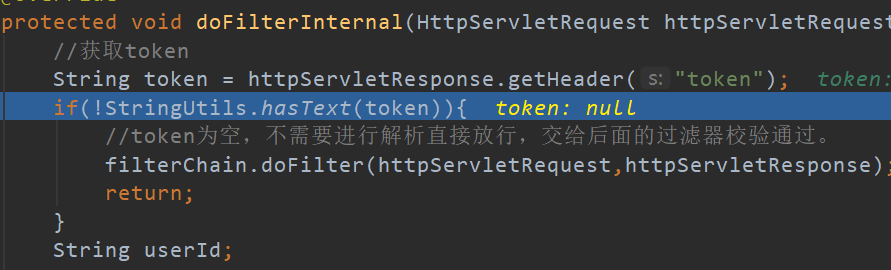 protected void doFilterInternal(HttpServletRequest httpServletRequest
//获取token
String token = httpServletResponse.getHeader( s: "token"); token:
if(!StringUtils.hasText(token)){ token: null
//token为空，不需要进行解析直接放行，交给后面的过滤器校验通过。
filterChain.doFilter(httpServletRequest,httpServletResponse);
return;
}
String userId;